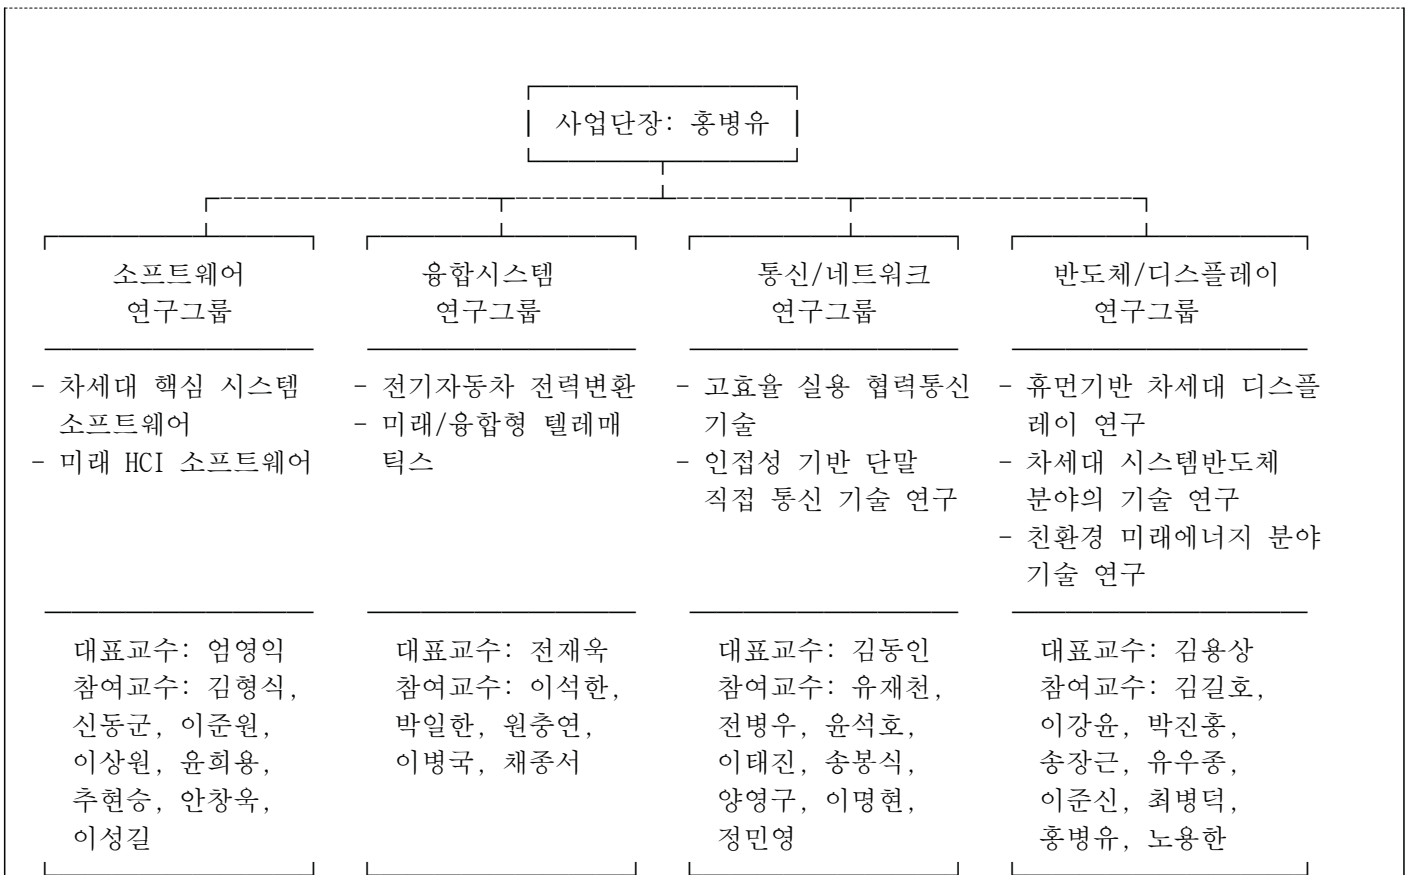 사업단장: 홍병유
소프트웨어
연구그룹
- 차세대 핵심 시스템
소프트웨어
- 미래 HCI 소프트웨어
대표교수: 엄영익
참여교수: 김형식,
신동군, 이준원,
이상원, 윤희용,
추현승, 안창욱,
이성길
융합시스템
연구그룹
- 전기자동차 전력변환
- 미래/융합형 텔레매
틱스
대표교수: 전재욱
참여교수: 이석한,
박일한, 원충연,
이병국, 채종서
통신/네트워크
연구그룹
- 고효율 실용 협력통신
기술
- 인접성 기반 단말
직접 통신 기술 연구
대표교수: 김동인
참여교수: 유재천,
전병우, 윤석호,
이태진, 송봉식,
양영구, 이명현,
정민영
반도체/디스플레이
연구그룹
- 휴먼기반 차세대 디스플
레이 연구
- 차세대 시스템반도체
분야의 기술 연구
- 친환경 미래에너지 분야
기술 연구
대표교수: 김용상
참여교수: 김길호,
이강윤, 박진홍,
송장근, 유우종,
이준신, 최병덕,
홍병유, 노용한